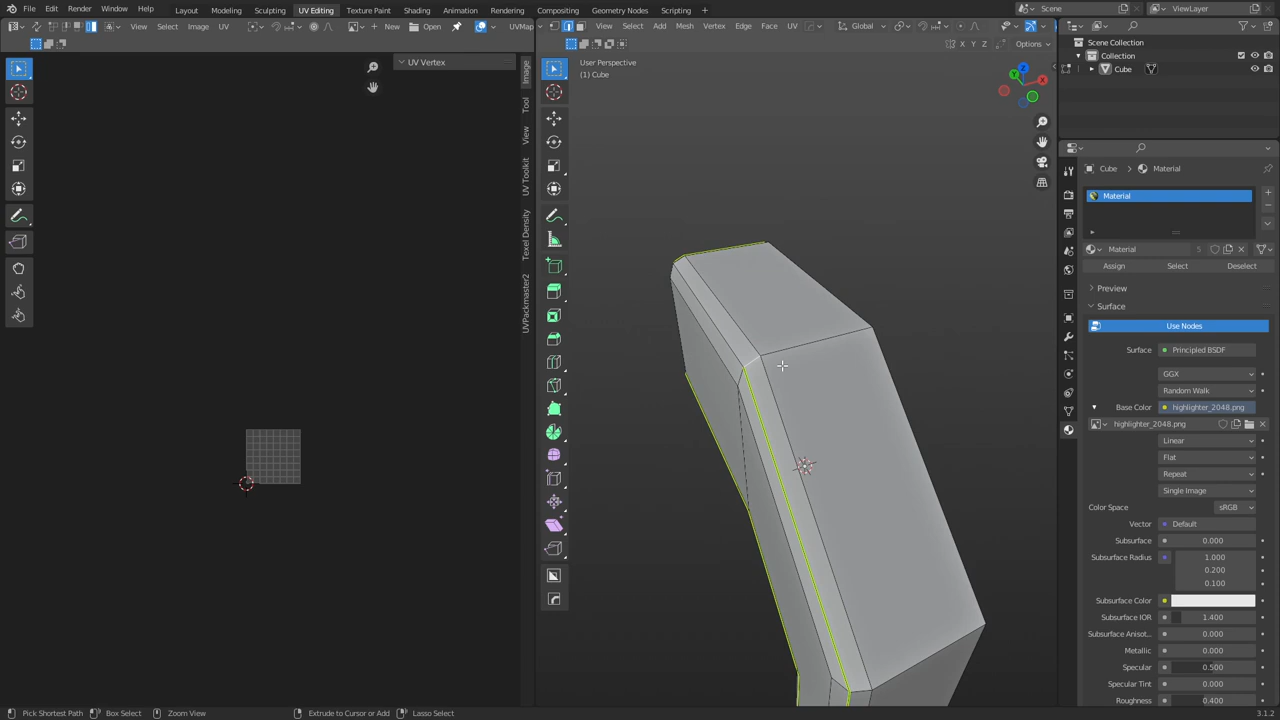 File Edit Render Window Help Layout Modeling Sculpting UV Editing Texture Paint Shading Animation Rendering Compositing Geometry Nodes Scripting + Scene ViewLayer
View Select Image UV New Open UVMap View Select Add Mesh Vertex Edge Face UV Global
X Y Z Options
UV Vertex
Image
Tool
View
UV Toolkit
Texel Density
UVPackmaster2
User Perspective
(1) Cube
Z
Y
X
Scene Collection
Collection
Cube
Cube Material
Material
Material 5
Assign Select Deselect
Preview
Surface
Use Nodes
Surface Principled BSDF
GGX
Random Walk
Base Color highlighter_2048.png
highlighter_2048.png
Linear
Flat
Repeat
Single Image
Color Space sRGB
Vector Default
Subsurface 0.000
Subsurface Radius 1.000
0.200
0.100
Subsurface Color
Subsurface IOR 1.400
Subsurface Anisot... 0.000
Metallic 0.000
Specular 0.500
Specular Tint 0.000
Roughness 0.400
Pick Shortest Path Box Select Zoom View Extrude to Cursor or Add Lasso Select 3.1.2